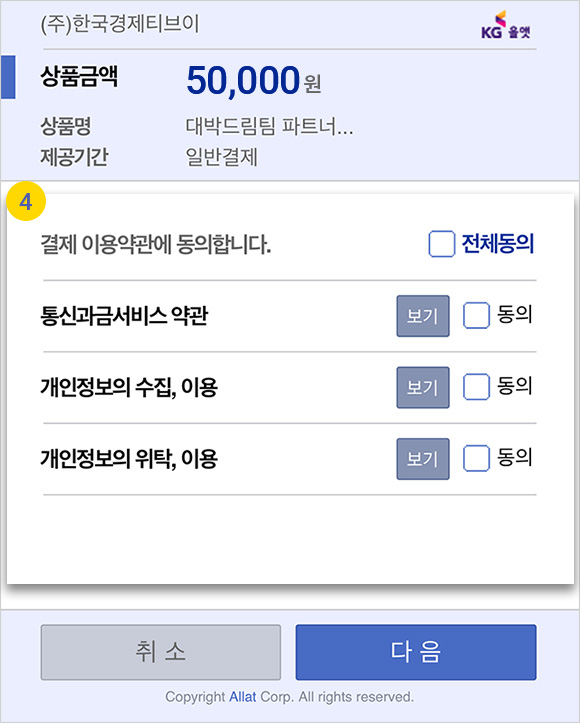 (주)한국경제티브이
KG 올앳
상품금액 50,000원
상품명 대박드림팀 파트너...
제공기간 일반결제
4
결제 이용약관에 동의합니다. 전체동의
통신과금서비스 약관 보기 동의
개인정보의 수집, 이용 보기 동의
개인정보의 위탁, 이용 보기 동의
취 소 다 음
Copyright Allat Corp. All rights reserved.